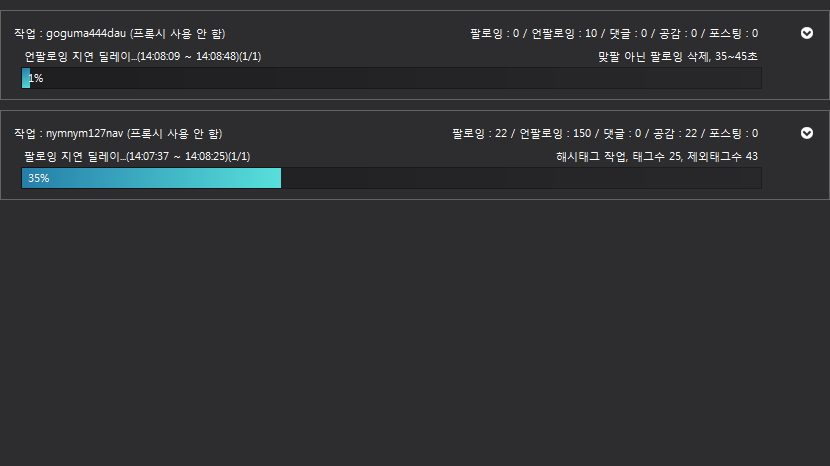 작업 : goguma444dau (프록시 사용 안 함) 팔로잉 : 0 / 언팔로잉 : 10 / 댓글 : 0 / 공감 : 0 / 포스팅 : 0
언팔로잉 지연 딜레이...(14:08:09 ~ 14:08:48)(1/1) 맞팔 아닌 팔로잉 삭제, 35~45초
1%
작업 : nymnym127nav (프록시 사용 안 함) 팔로잉 : 22 / 언팔로잉 : 150 / 댓글 : 0 / 공감 : 22 / 포스팅 : 0
팔로잉 지연 딜레이...(14:07:37 ~ 14:08:25)(1/1) 해시태그 작업, 태그수 25, 제외태그수 43
35%